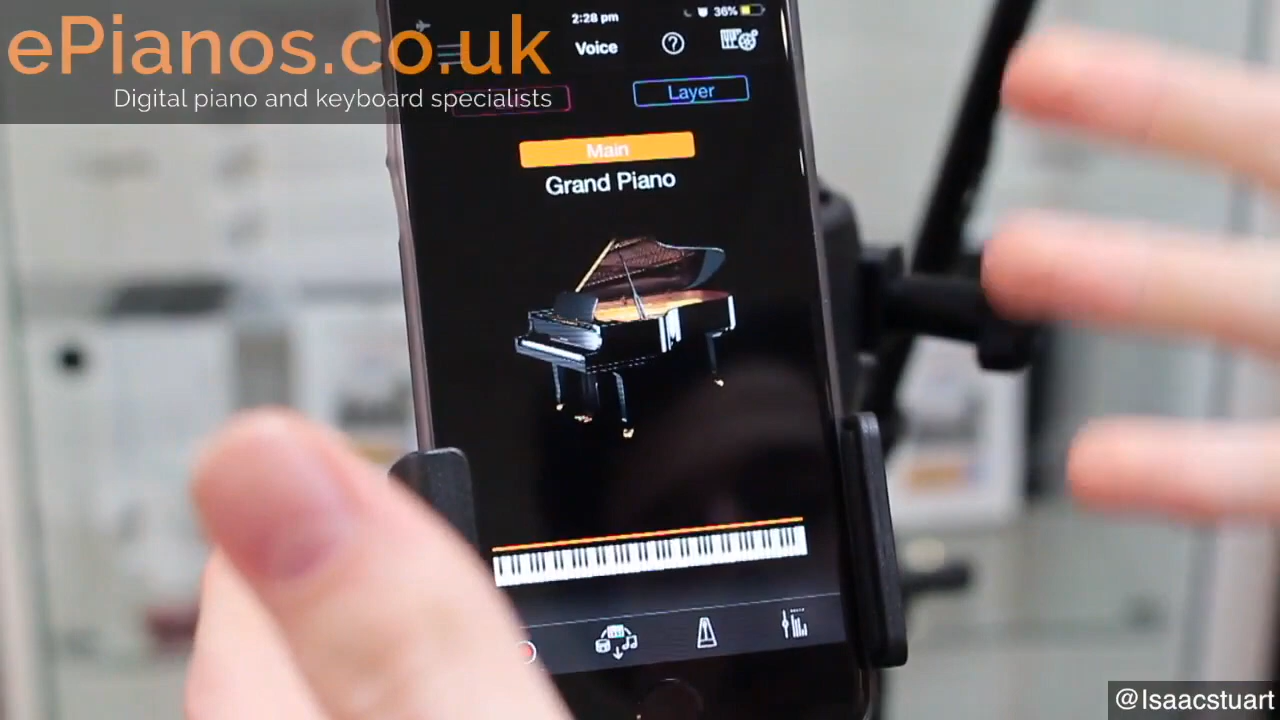 ePianos.co.uk
Digital piano and keyboard specialists
2:28 pm
36%
Voice
?
Layer
Main
Grand Piano
@Isaacstuart